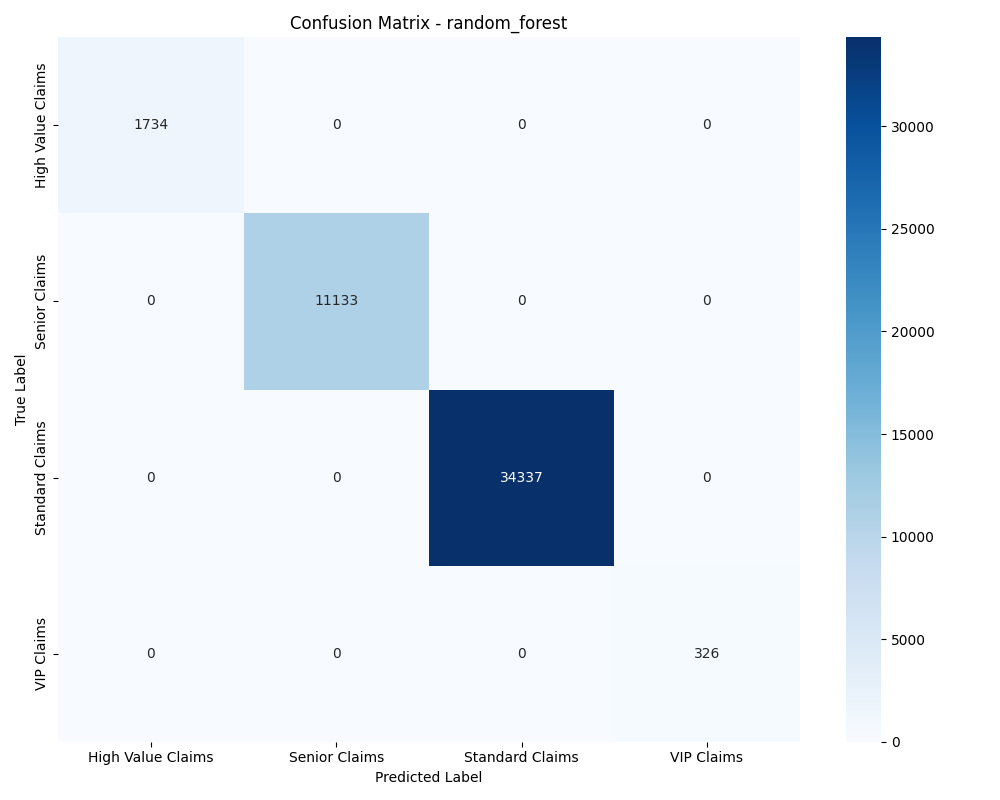 Confusion Matrix - random_forest
High Value Claims
1734 0 0 0
Senior Claims
0 11133 0 0
True Label
Standard Claims
0 0 34337 0
VIP Claims
0 0 0 326
High Value Claims Senior Claims Standard Claims VIP Claims
Predicted Label
30000
25000
20000
15000
10000
5000
0